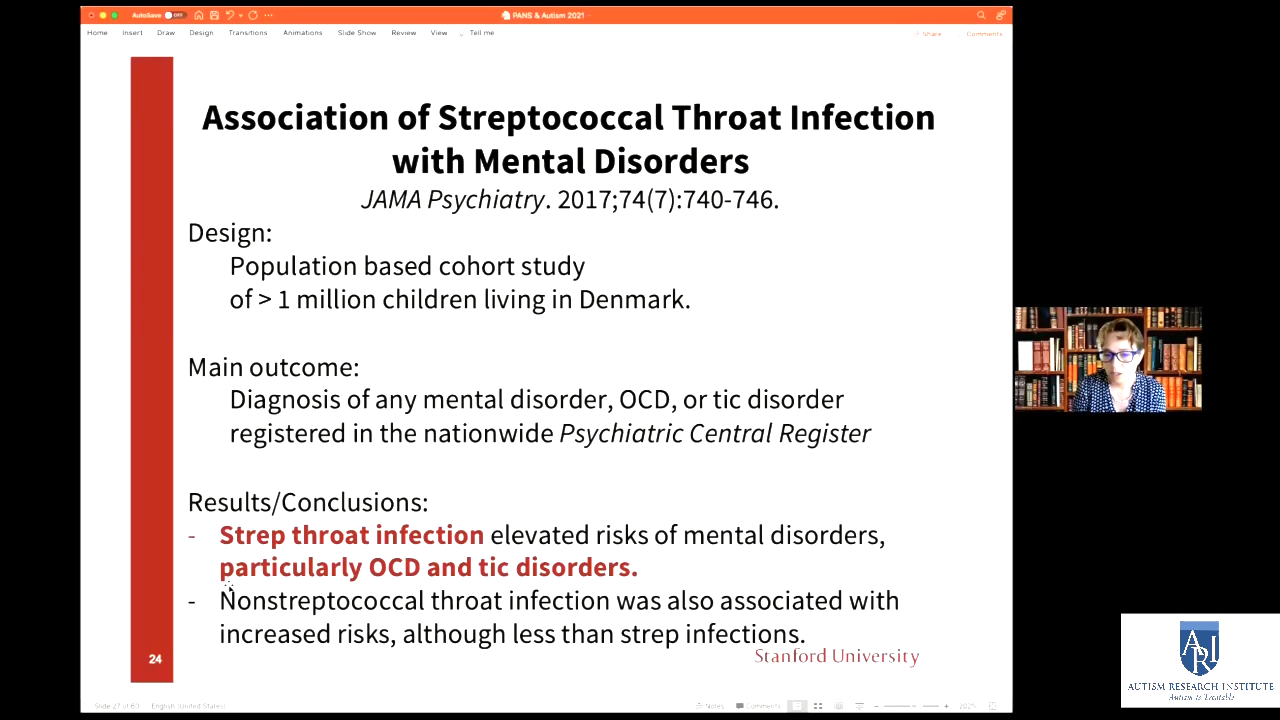 AutoSave OFF
PANS & Autism 2021
Home Insert Draw Design Transitions Animations Slide Show Review View Tell me
Share Comments
Association of Streptococcal Throat Infection
with Mental Disorders
JAMA Psychiatry. 2017;74(7):740-746.
Design:
Population based cohort study
of > 1 million children living in Denmark.
Main outcome:
Diagnosis of any mental disorder, OCD, or tic disorder
registered in the nationwide Psychiatric Central Register
Results/Conclusions:
- Strep throat infection elevated risks of mental disorders,
particularly OCD and tic disorders.
- Nonstreptococcal throat infection was also associated with
increased risks, although less than strep infections.
24
Stanford University
Slide 27 of 60 English (United States)
Notes Comments
ARI
AUTISM RESEARCH INSTITUTE
Autism is Treatable